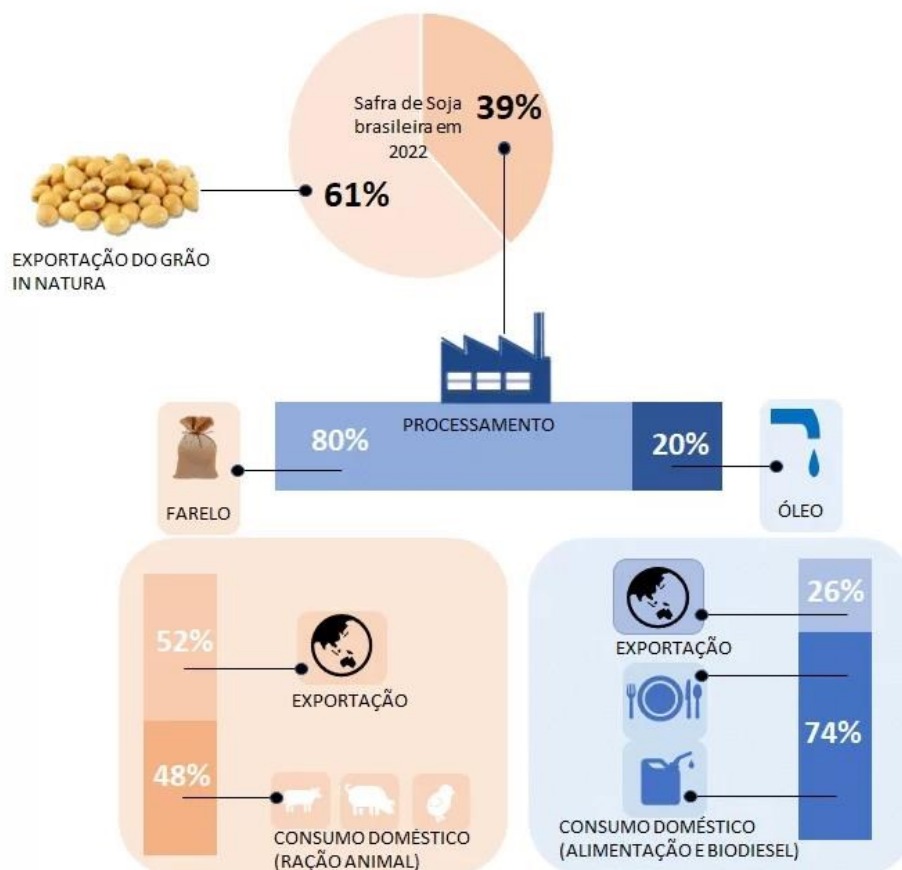 Safra de Soja
brasileira em
2022
39%
61%
EXPORTAÇÃO DO GRÃO
IN NATURA
PROCESSAMENTO
80%
20%
FARELO
ÓLEO
52%
EXPORTAÇÃO
48%
CONSUMO DOMÉSTICO
(RAÇÃO ANIMAL)
26%
EXPORTAÇÃO
74%
CONSUMO DOMÉSTICO
(ALIMENTAÇÃO E BIODIESEL)